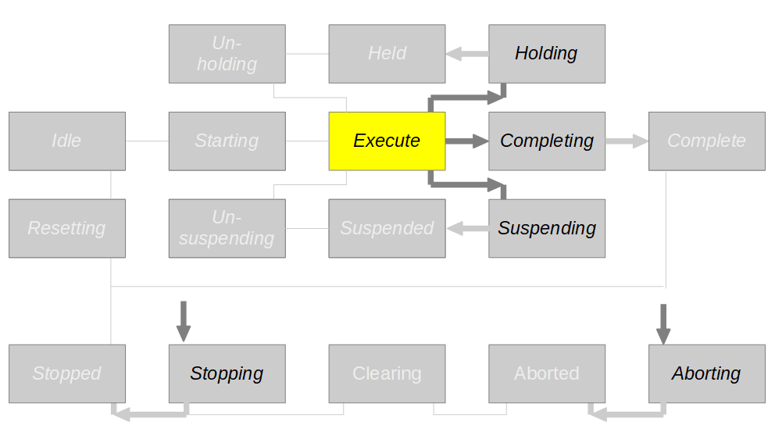 Un-
holding
Held
Holding
Idle
Starting
Execute
Completing
Complete
Resetting
Un-
suspending
Suspended
Suspending
Stopped
Stopping
Clearing
Aborted
Aborting